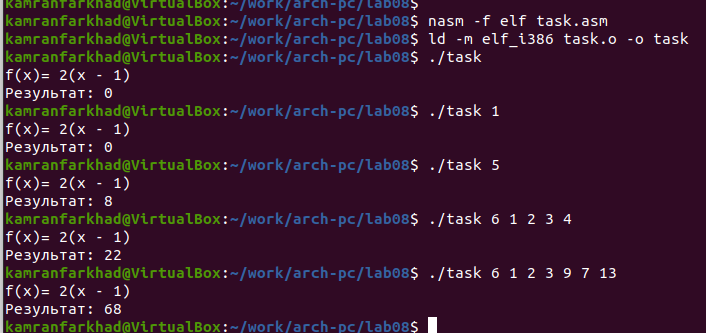 kamranfarkhad@VirtualBox:~/work/arch-pc/lab08$
kamranfarkhad@VirtualBox:~/work/arch-pc/lab08$ nasm -f elf task.asm
kamranfarkhad@VirtualBox:~/work/arch-pc/lab08$ ld -m elf_i386 task.o -o task
kamranfarkhad@VirtualBox:~/work/arch-pc/lab08$ ./task
f(x)= 2(x - 1)
Результат: 0
kamranfarkhad@VirtualBox:~/work/arch-pc/lab08$ ./task 1
f(x)= 2(x - 1)
Результат: 0
kamranfarkhad@VirtualBox:~/work/arch-pc/lab08$ ./task 5
f(x)= 2(x - 1)
Результат: 8
kamranfarkhad@VirtualBox:~/work/arch-pc/lab08$ ./task 6 1 2 3 4
f(x)= 2(x - 1)
Результат: 22
kamranfarkhad@VirtualBox:~/work/arch-pc/lab08$ ./task 6 1 2 3 9 7 13
f(x)= 2(x - 1)
Результат: 68
kamranfarkhad@VirtualBox:~/work/arch-pc/lab08$